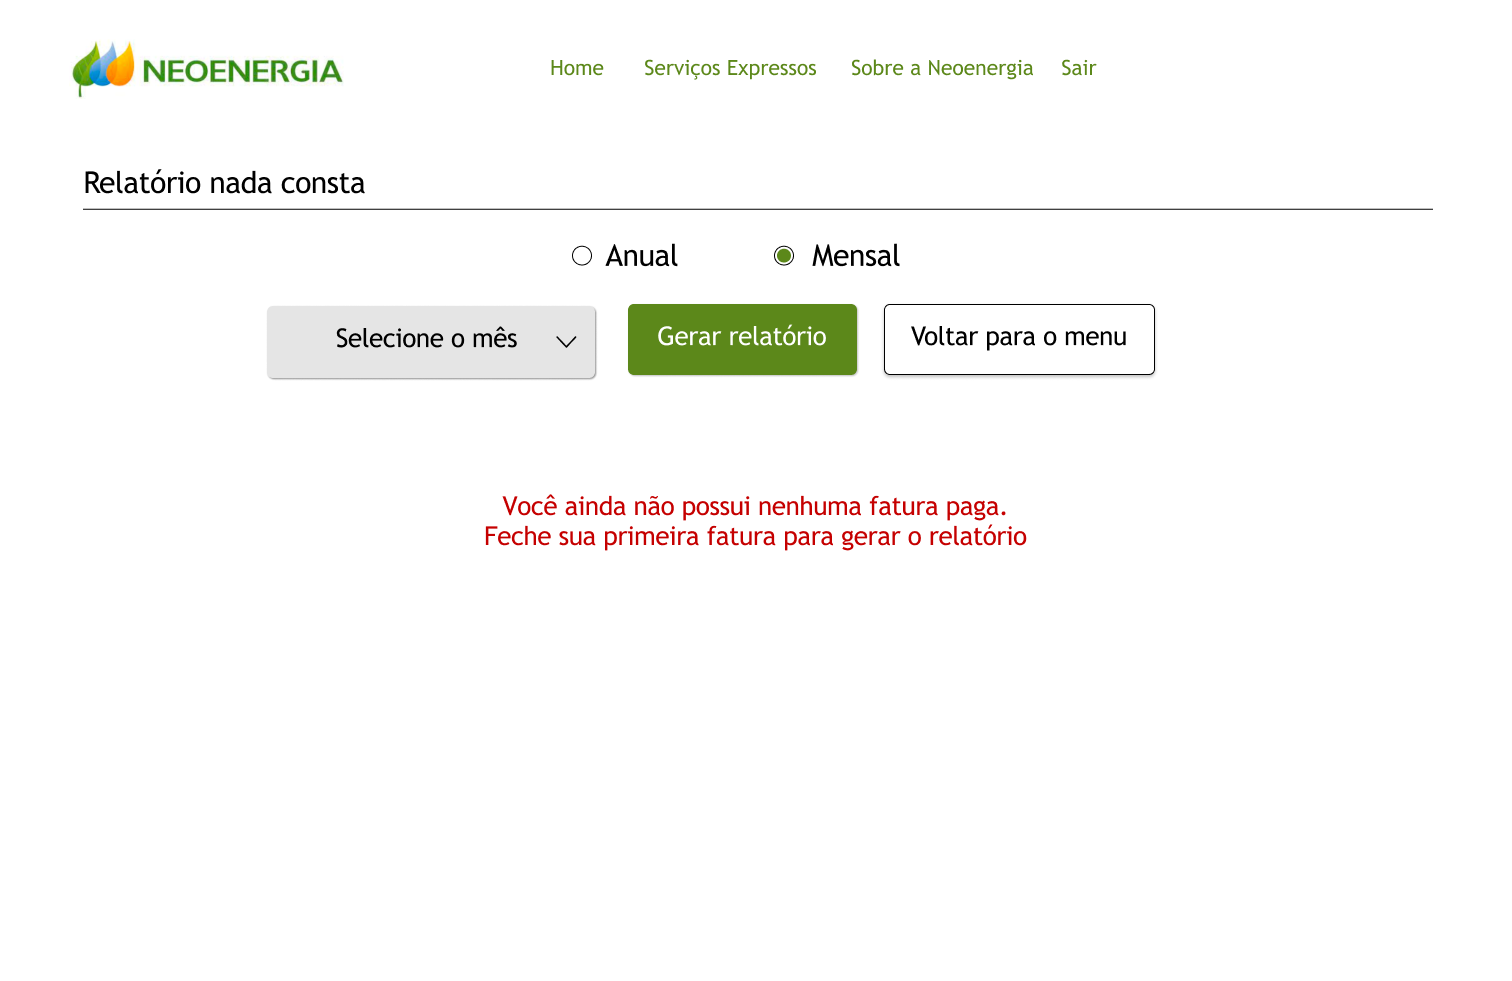 NEOENERGIA
Home Serviços Expressos Sobre a Neoenergia Sair
Relatório nada consta
Anual Mensal
Selecione o mês Gerar relatório Voltar para o menu
Você ainda não possui nenhuma fatura paga.
Feche sua primeira fatura para gerar o relatório